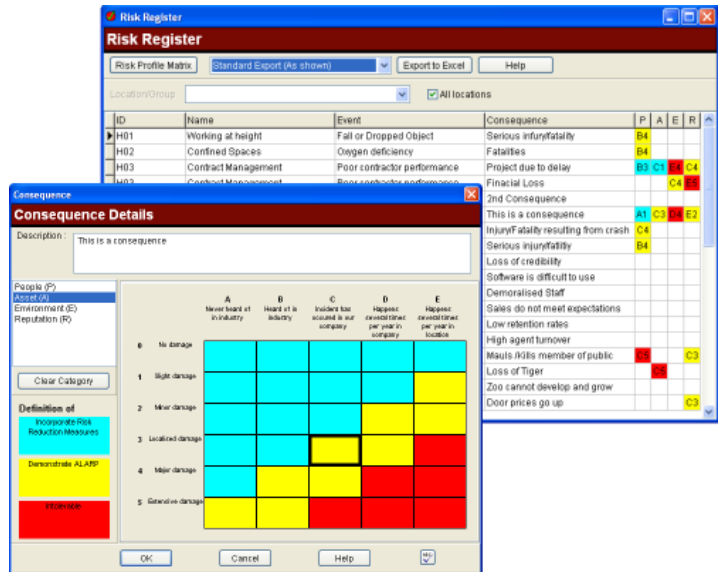 Risk Register
Risk Register
Risk Profile Matrix Standard Export (As shown) Export to Excel Help
Location/Group All locations
ID Name Event Consequence P A E R
H01 Working at height Fall or Dropped Object Serious infury/fatality B4
H02 Confined Spaces Oxygen deficiency Fatalities B4
H03 Contract Management Poor contractor performance Project due to delay B3 C1 E4 C4
H03 Contract Management Poor contractor performance Finacial Loss C4 E5
2nd Consequence
This is a consequence A1 C3 D4 E2
Injury/Fatality resulting from crash C4
Serious injury/fatility B4
Loss of credibility
Software is difficult to use
Demoralised Staff
Sales do not meet expectations
Low retention rates
High agent turnover
Mauls /kills member of public C5 C3
Loss of Tiger C5
Zoo cannot develop and grow
Door prices go up C3
Consequence
Consequence Details
Description : This is a consequence
People (P)
Asset (A)
Environment (E)
Reputation (R)
Clear Category
Definition of
Incorporate Risk
Reduction Measures
Demonstrate ALARP
Intolerable
A B C D E
Never heard of in industry
Heard of in industry
Incident has occured in our company
Happens several times per year in company
Happens several times per year in location
0 No damage
1 Slight damage
2 Minor damage
3 Localised damage
4 Major damage
5 Extensive damage
OK Cancel Help